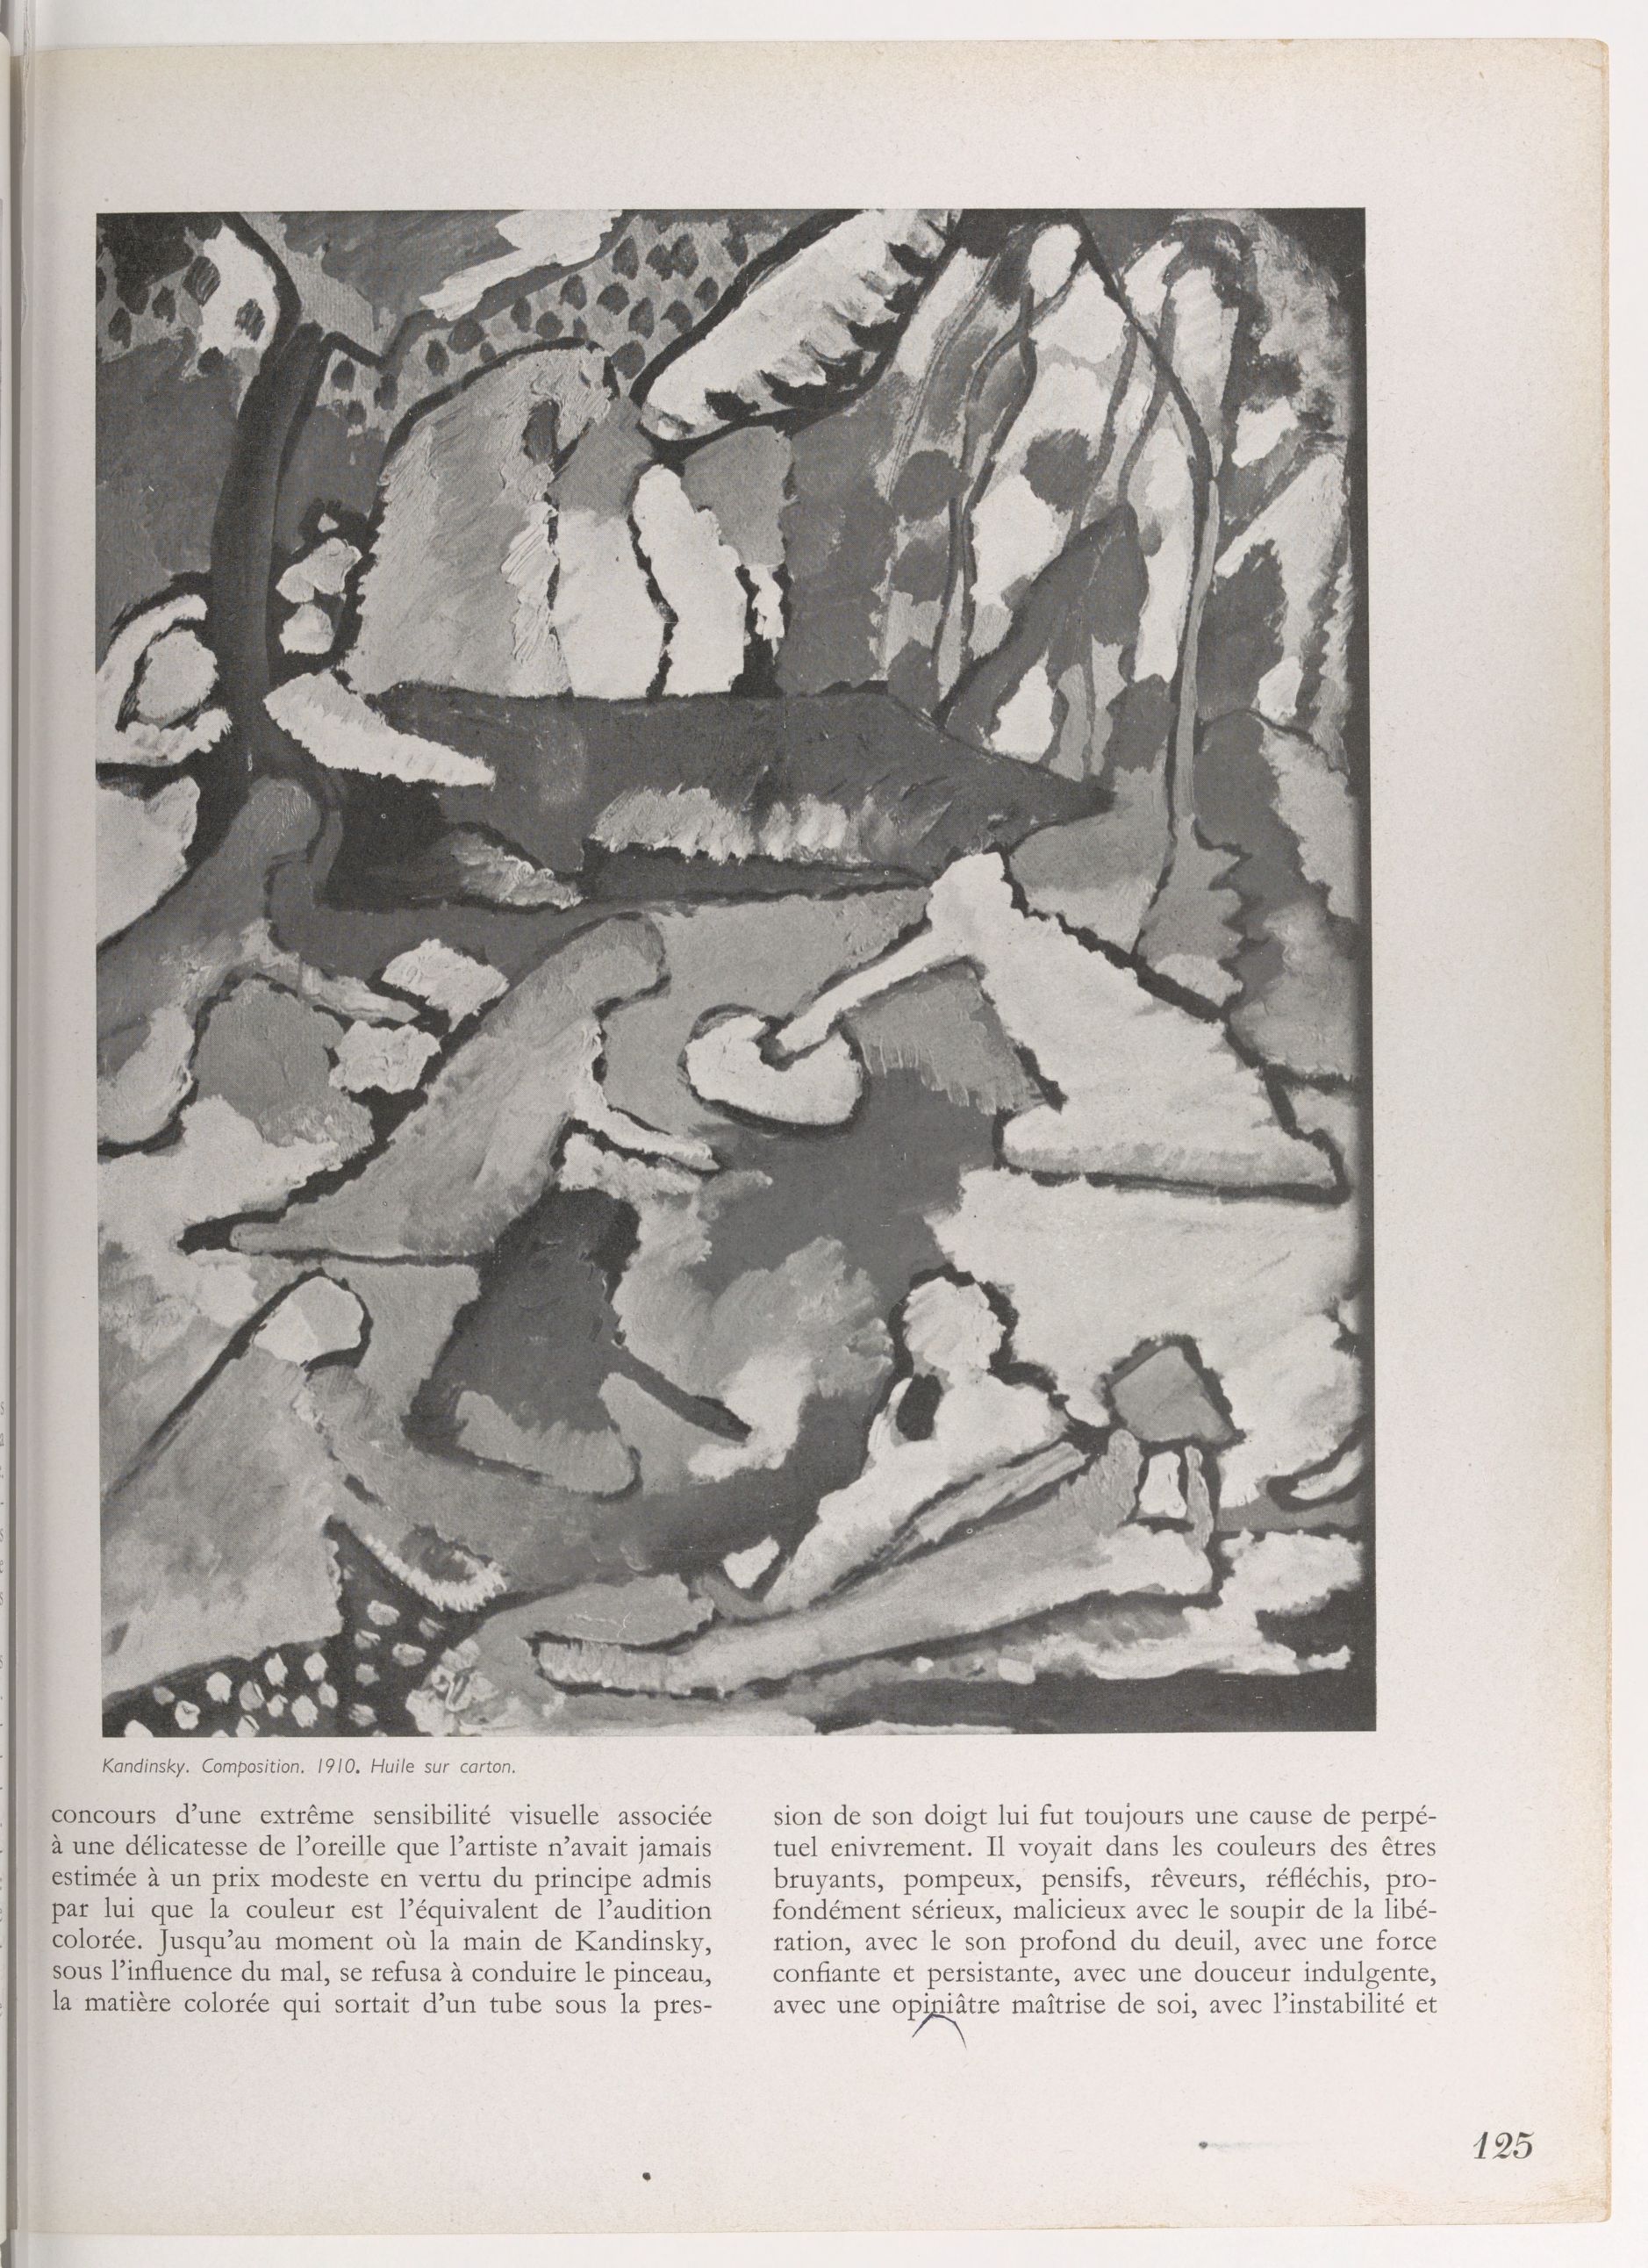 Kandinsky. Composition. 1910. Huile sur carton.
concours d'une extrême sensibilité visuelle associée
à une délicatesse de l'oreille que l'artiste n'avait jamais
estimée à un prix modeste en vertu du principe admis
par lui que la couleur est l'équivalent de l'audition
colorée. Jusqu'au moment où la main de Kandinsky,
sous l'influence du mal, se refusa à conduire le pinceau,
la matière colorée qui sortait d'un tube sous la pres-
sion de son doigt lui fut toujours une cause de perpé-
tuel enivrement. Il voyait dans les couleurs des êtres
bruyants, pompeux, pensifs, rêveurs, réfléchis, pro-
fondément sérieux, malicieux avec le soupir de la libé-
ration, avec le son profond du deuil, avec une force
confiante et persistante, avec une douceur indulgente,
avec une opiniâtre maîtrise de soi, avec l'instabilité et
125